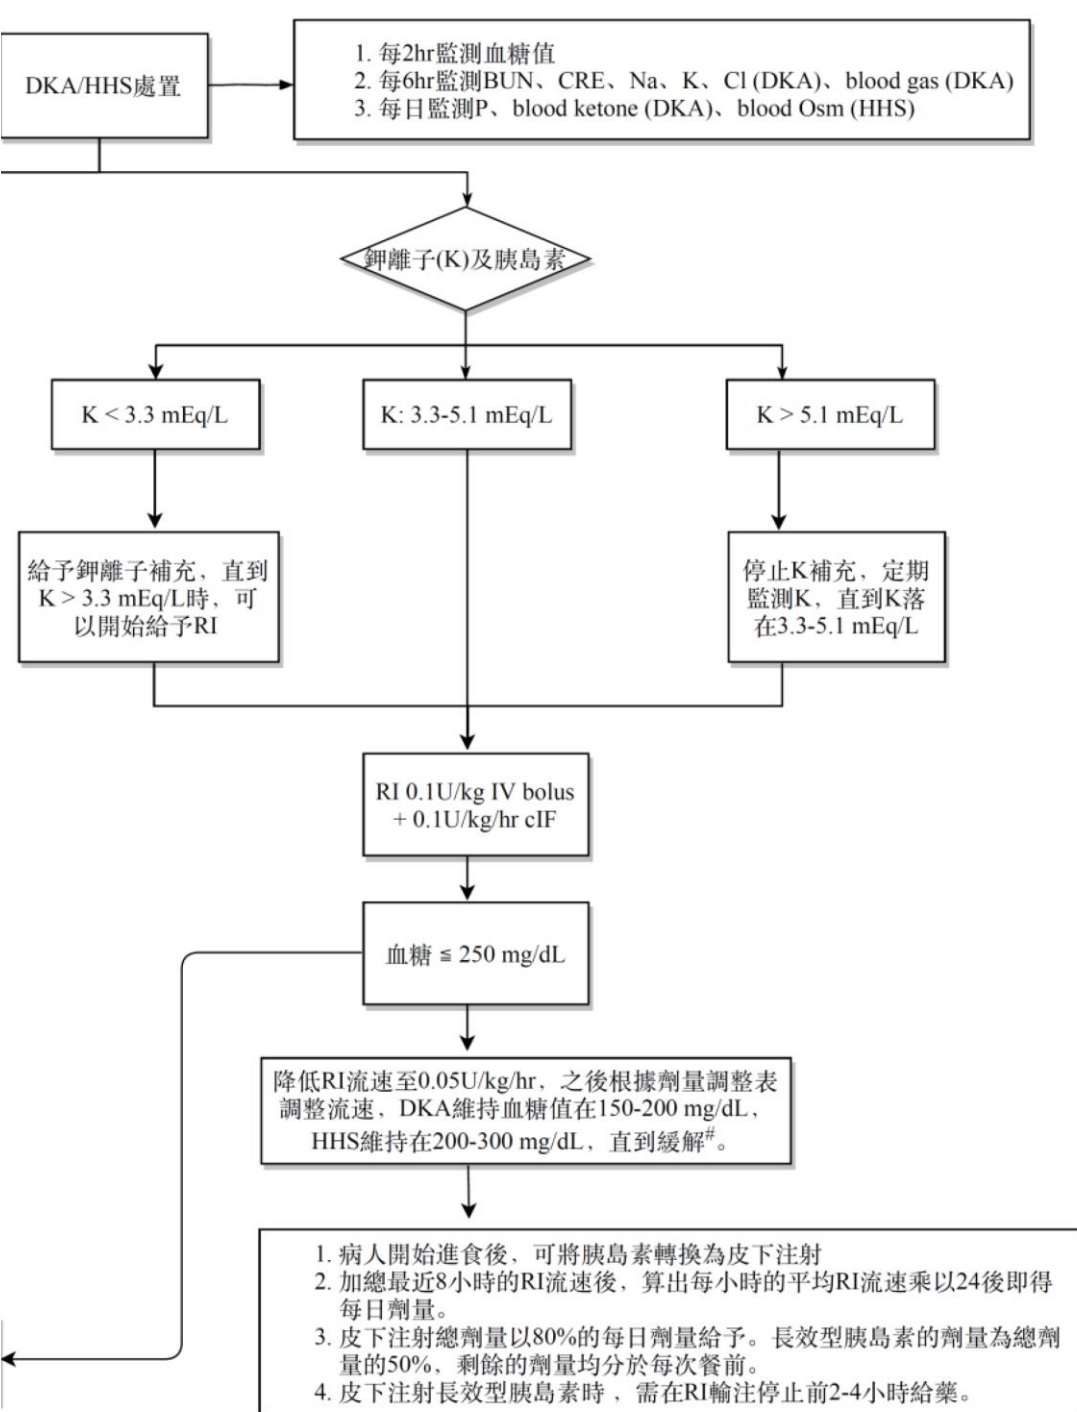 DKA/HHS處置
1. 每2hr監測血糖值
2. 每6hr監測BUN、CRE、Na、K、Cl (DKA)、blood gas (DKA)
3. 每日監測P、blood ketone (DKA)、blood Osm (HHS)
鉀離子(K)及胰島素
K < 3.3 mEq/L
K: 3.3-5.1 mEq/L
K > 5.1 mEq/L
給予鉀離子補充，直到
K > 3.3 mEq/L時，可
以開始給予RI
停止K補充，定期
監測K，直到K落
在3.3-5.1 mEq/L
RI 0.1U/kg IV bolus
+ 0.1U/kg/hr cIF
血糖 ≦ 250 mg/dL
降低RI流速至0.05U/kg/hr，之後根據劑量調整表
調整流速，DKA維持血糖值在150-200 mg/dL，
HHS維持在200-300 mg/dL，直到緩解#。
1. 病人開始進食後，可將胰島素轉換為皮下注射
2. 加總最近8小時的RI流速後，算出每小時的平均RI流速乘以24後即得
每日劑量。
3. 皮下注射總劑量以80%的每日劑量給予。長效型胰島素的劑量為總劑
量的50%，剩餘的劑量均分於每次餐前。
4. 皮下注射長效型胰島素時，需在RI輸注停止前2-4小時給藥。